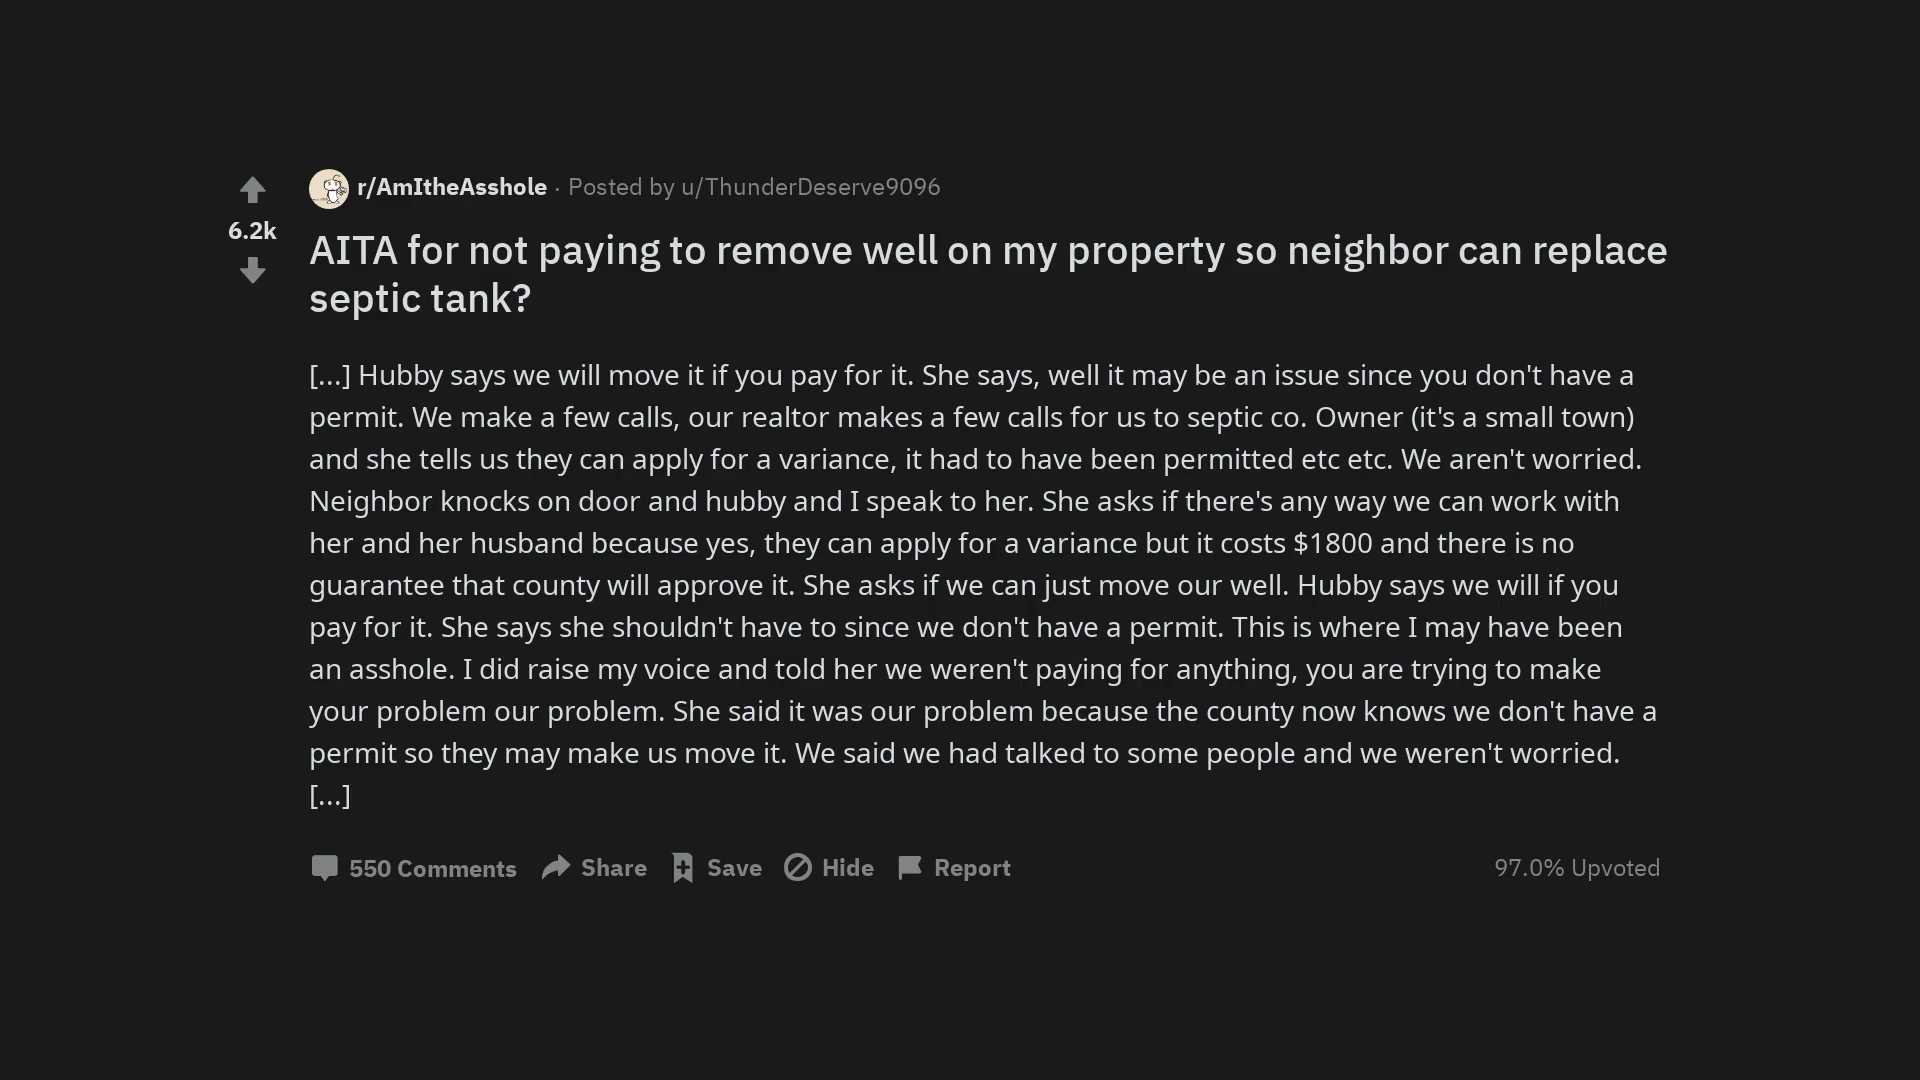 r/AmItheAsshole · Posted by u/ThunderDeserve9096
6.2k
AITA for not paying to remove well on my property so neighbor can replace
septic tank?
[...] Hubby says we will move it if you pay for it. She says, well it may be an issue since you don't have a
permit. We make a few calls, our realtor makes a few calls for us to septic co. Owner (it's a small town)
and she tells us they can apply for a variance, it had to have been permitted etc etc. We aren't worried.
Neighbor knocks on door and hubby and I speak to her. She asks if there's any way we can work with
her and her husband because yes, they can apply for a variance but it costs $1800 and there is no
guarantee that county will approve it. She asks if we can just move our well. Hubby says we will if you
pay for it. She says she shouldn't have to since we don't have a permit. This is where I may have been
an asshole. I did raise my voice and told her we weren't paying for anything, you are trying to make
your problem our problem. She said it was our problem because the county now knows we don't have a
permit so they may make us move it. We said we had talked to some people and we weren't worried.
[...]
550 Comments Share Save Hide Report 97.0% Upvoted